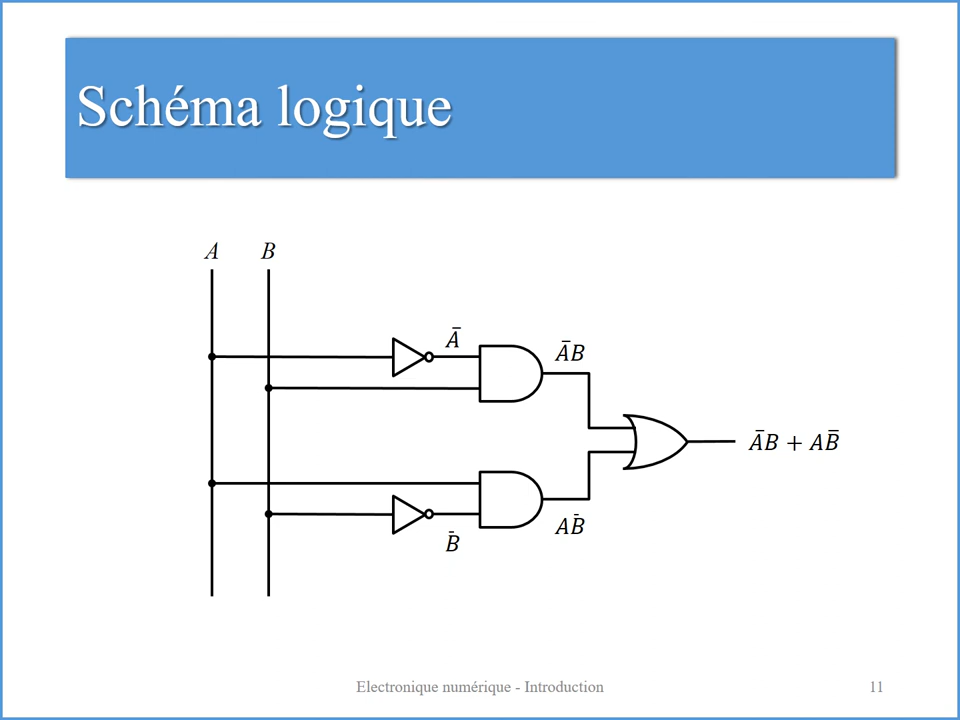 Schéma logique
A B
Ā
ĀB
ĀB + AB̄
AB̄
B̄
Electronique numérique - Introduction 11